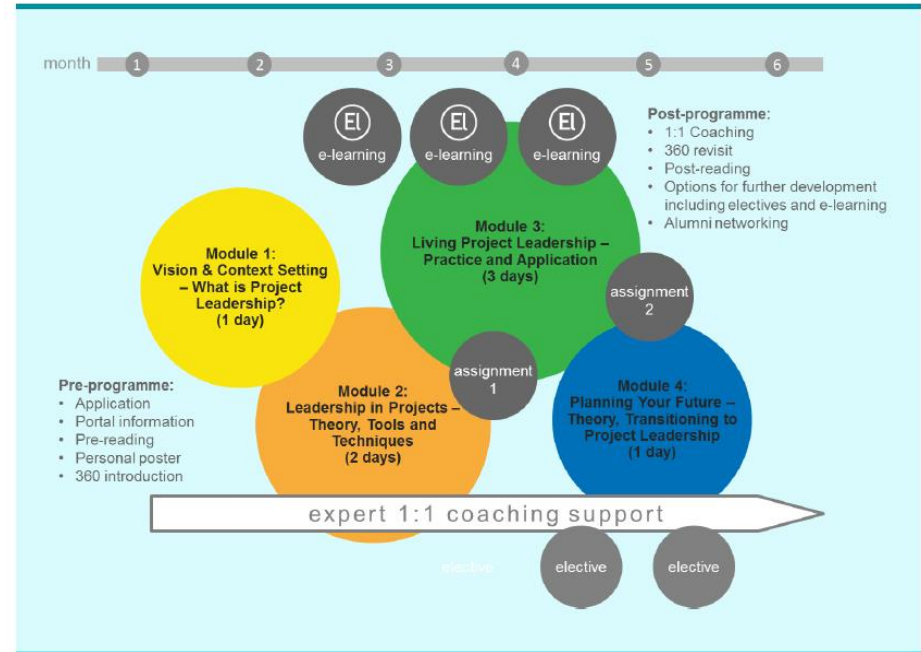 month 1 2 3 4 5 6
El
e-learning
El
e-learning
El
e-learning
Post-programme:
• 1:1 Coaching
• 360 revisit
• Post-reading
• Options for further development
including electives and e-learning
• Alumni networking
Module 1:
Vision & Context Setting
– What is Project
Leadership?
(1 day)
Module 3:
Living Project Leadership –
Practice and Application
(3 days)
assignment
2
Pre-programme:
• Application
• Portal information
• Pre-reading
• Personal poster
• 360 introduction
Module 2:
Leadership in Projects –
Theory, Tools and
Techniques
(2 days)
assignment
1
Module 4:
Planning Your Future –
Theory, Transitioning to
Project Leadership
(1 day)
expert 1:1 coaching support
elective
elective
elective